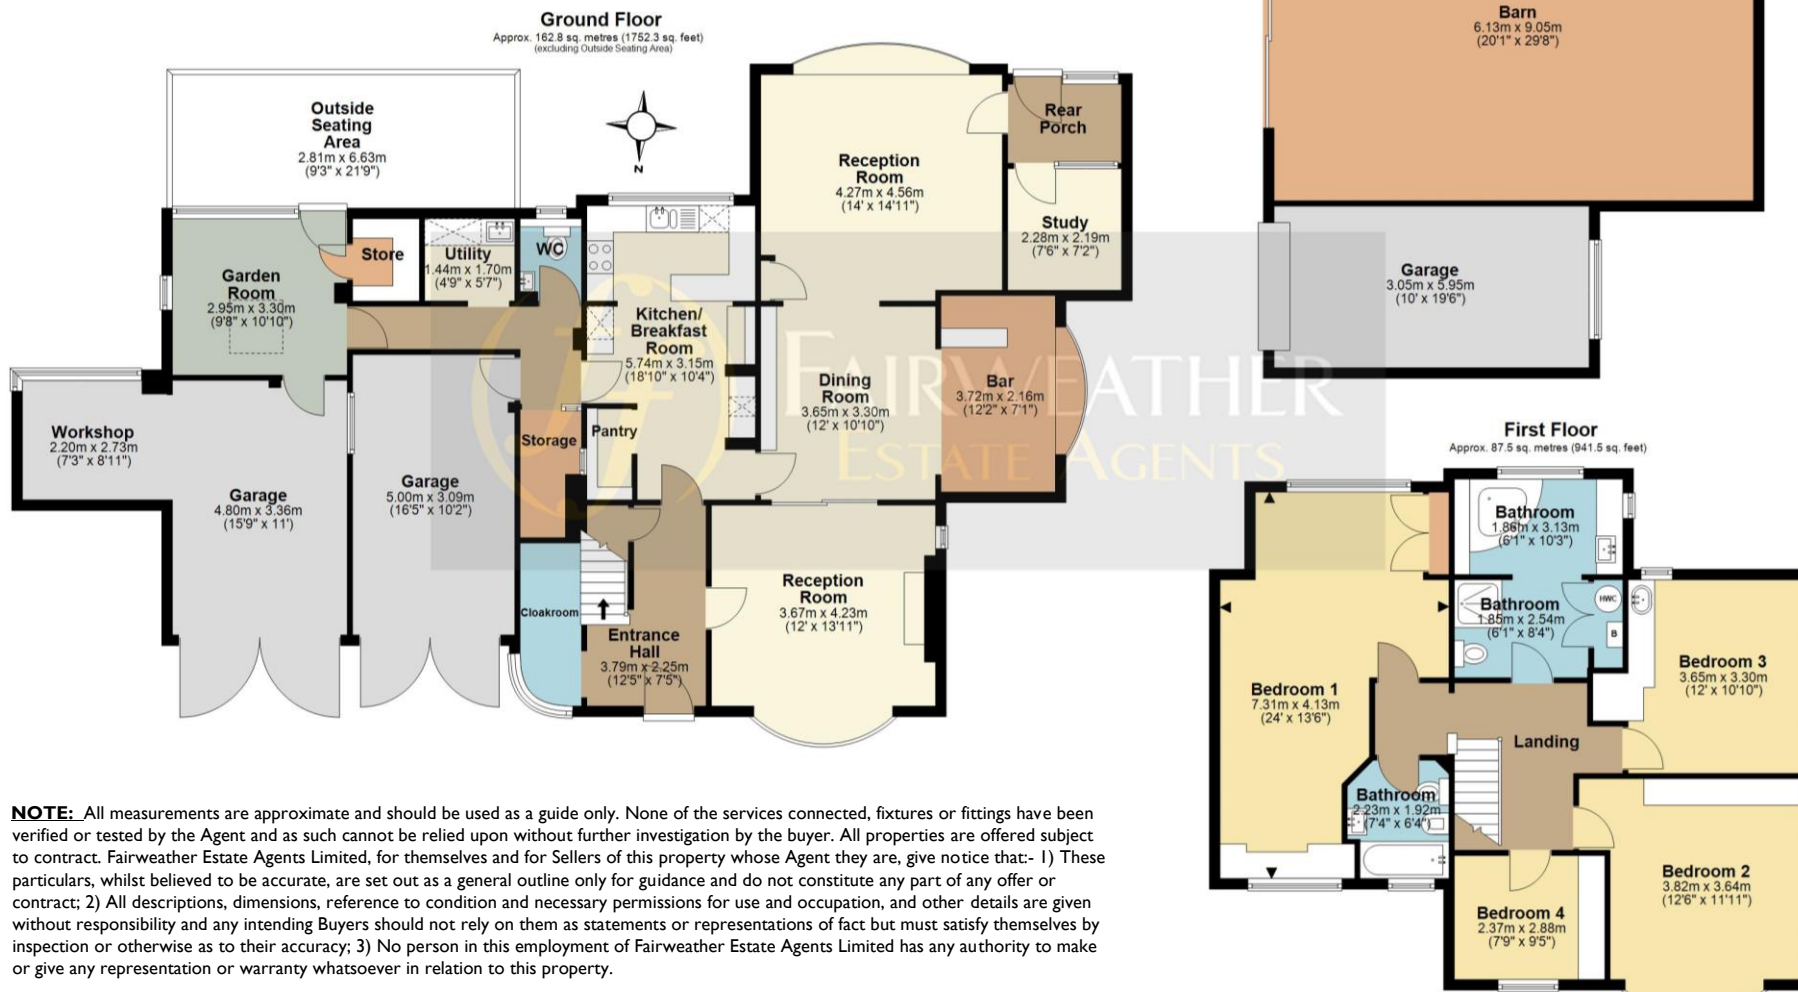 Ground Floor
Approx. 162.8 sq. metres (1752.3 sq. feet)
(excluding Outside Seating Area)
Barn
6.13m x 9.05m
(20'1" x 29'8")
Outside
Seating
Area
2.81m x 6.63m
(9'3" x 21'9")
N
Rear
Porch
Reception
Room
4.27m x 4.56m
(14' x 14'11")
Study
2.28m x 2.19m
(7'6" x 7'2")
Store
Utility
1.44m x 1.70m
(4'9" x 5'7")
WC
Garden
Room
2.95m x 3.30m
(9'8" x 10'10")
Garage
3.05m x 5.95m
(10' x 19'6")
Kitchen/
Breakfast
Room
5.74m x 3.15m
(18'10" x 10'4")
Dining
Room
3.65m x 3.30m
(12' x 10'10")
Bar
3.72m x 2.16m
(12'2" x 7'1")
FAIRWEATHER
ESTATE AGENTS
Workshop
2.20m x 2.73m
(7'3" x 8'11")
Storage
Pantry
Garage
4.80m x 3.36m
(15'9" x 11')
Garage
5.00m x 3.09m
(16'5" x 10'2")
Cloakroom
Entrance
Hall
3.79m x 2.25m
(12'5" x 7'5")
Reception
Room
3.67m x 4.23m
(12' x 13'11")
First Floor
Approx. 87.5 sq. metres (941.5 sq. feet)
Bathroom
1.86m x 3.13m
(6'1" x 10'3")
Bathroom
1.85m x 2.54m
(6'1" x 8'4")
HWC
B
Bedroom 3
3.65m x 3.30m
(12' x 10'10")
Bedroom 1
7.31m x 4.13m
(24' x 13'6")
Landing
Bathroom
2.23m x 1.92m
(7'4" x 6'4")
Bedroom 2
3.82m x 3.64m
(12'6" x 11'11")
Bedroom 4
2.37m x 2.88m
(7'9" x 9'5")
NOTE: All measurements are approximate and should be used as a guide only. None of the services connected, fixtures or fittings have been
verified or tested by the Agent and as such cannot be relied upon without further investigation by the buyer. All properties are offered subject
to contract. Fairweather Estate Agents Limited, for themselves and for Sellers of this property whose Agent they are, give notice that:- 1) These
particulars, whilst believed to be accurate, are set out as a general outline only for guidance and do not constitute any part of any offer or
contract; 2) All descriptions, dimensions, reference to condition and necessary permissions for use and occupation, and other details are given
without responsibility and any intending Buyers should not rely on them as statements or representations of fact but must satisfy themselves by
inspection or otherwise as to their accuracy; 3) No person in this employment of Fairweather Estate Agents Limited has any authority to make
or give any representation or warranty whatsoever in relation to this property.